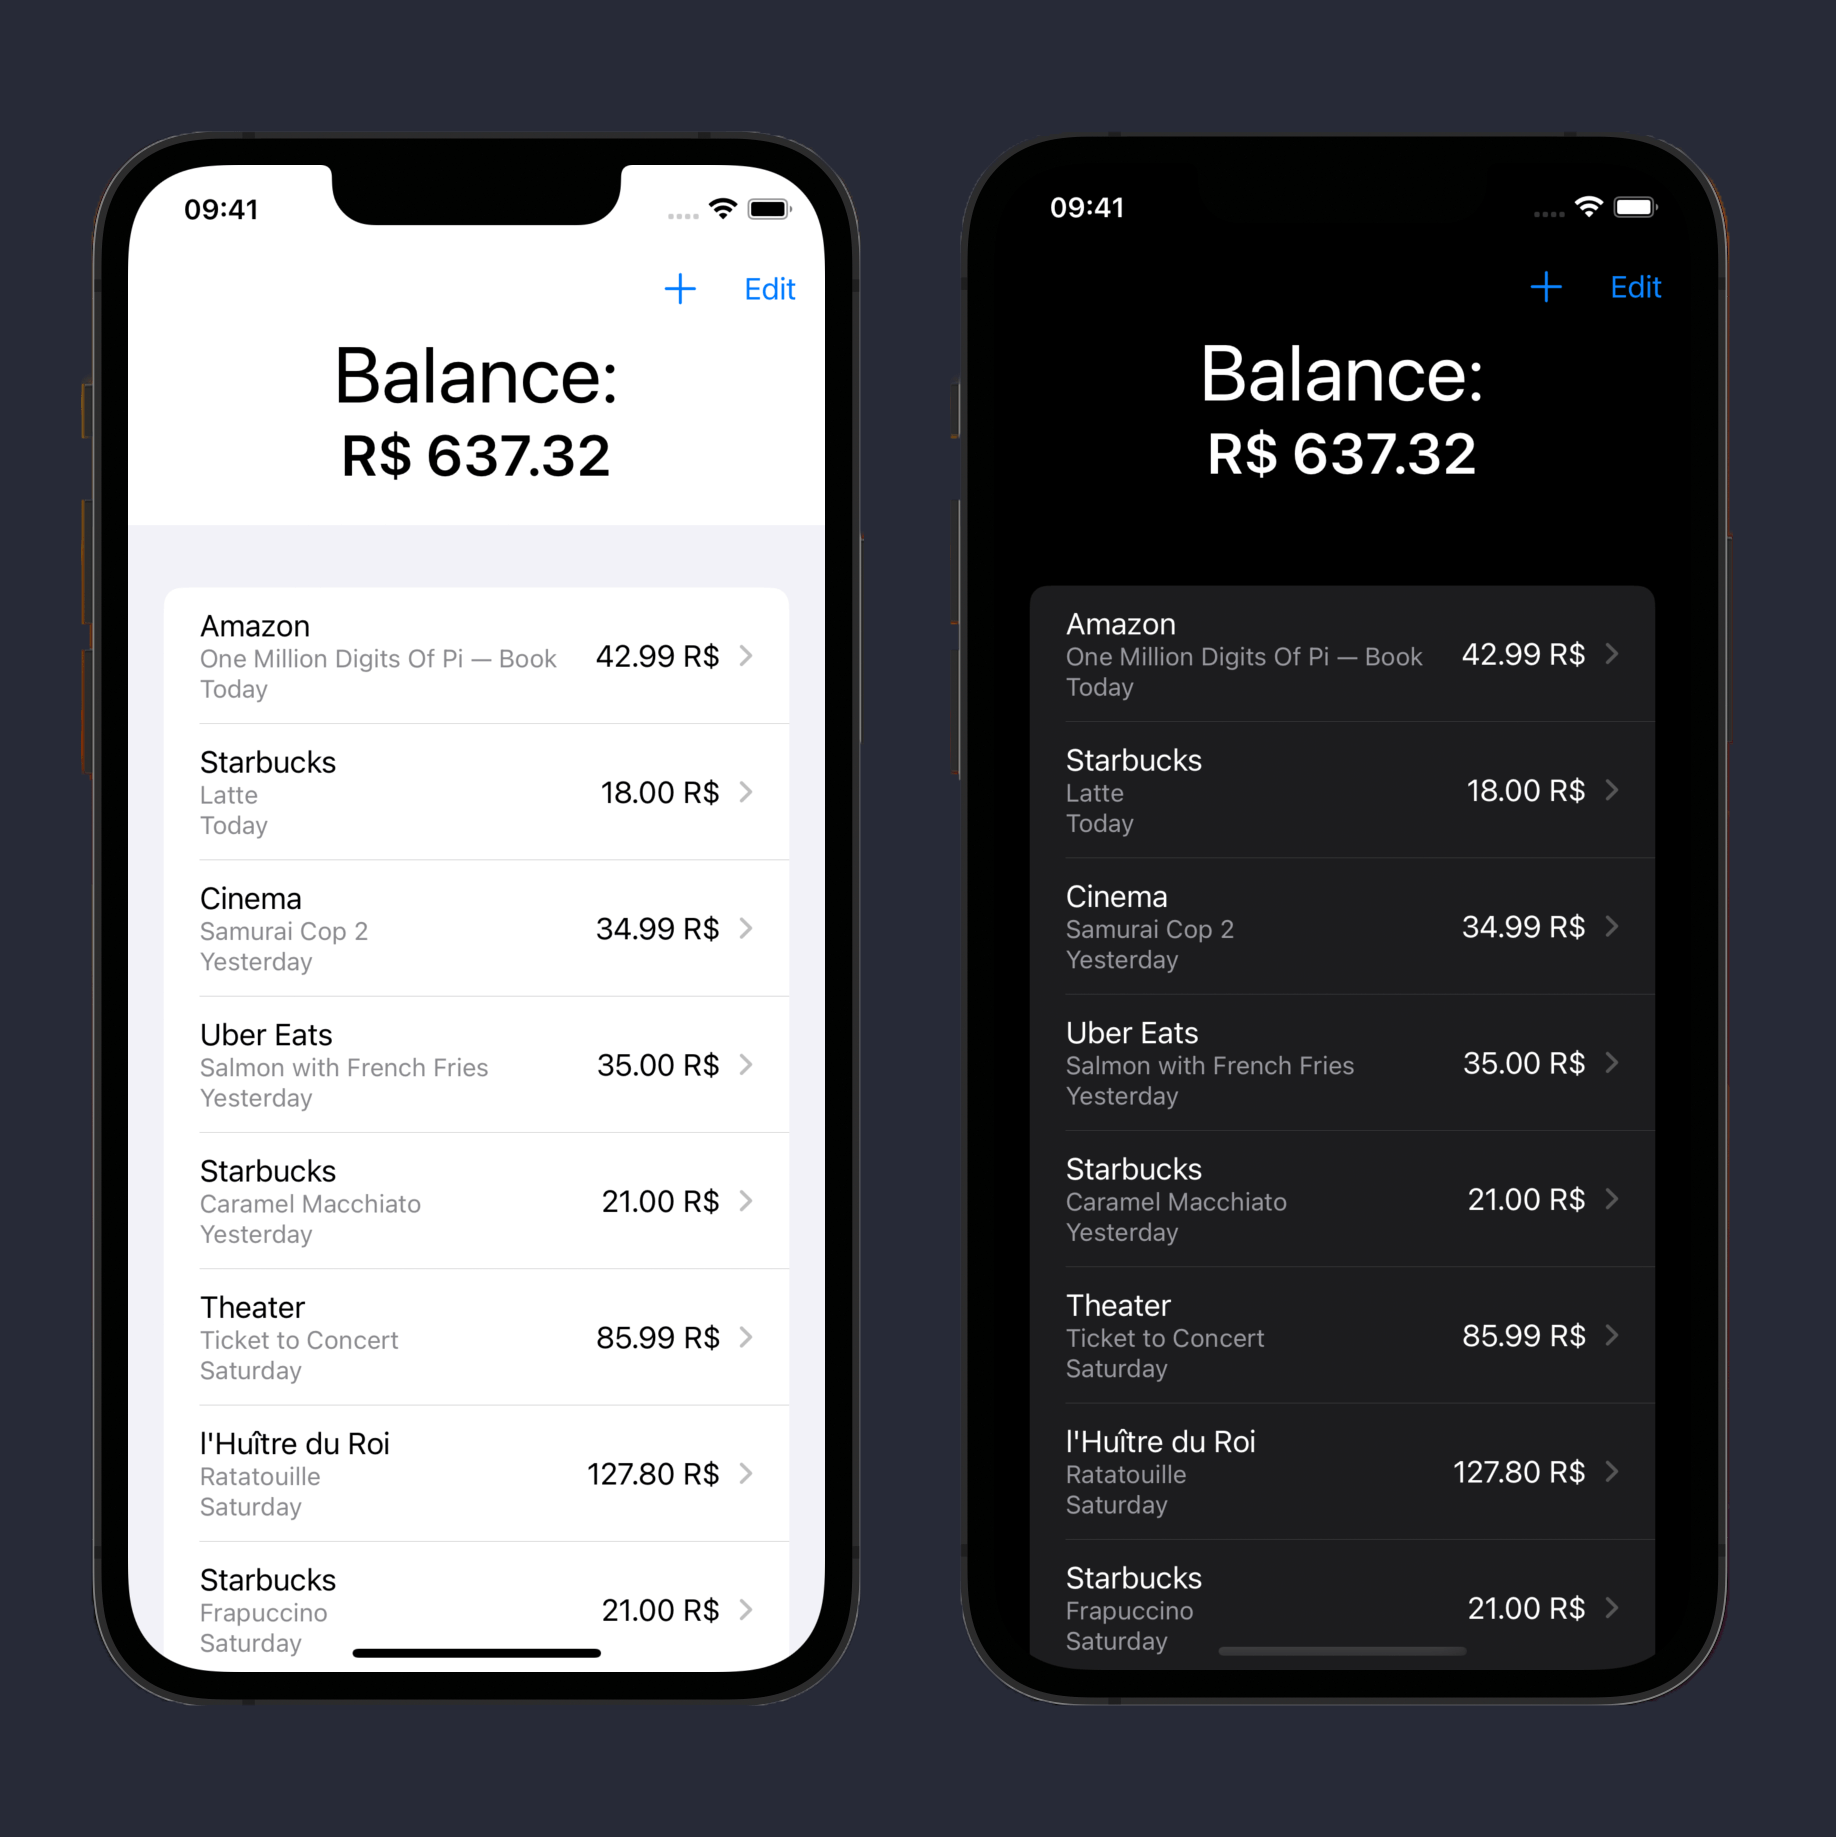 09:41
+ Edit
Balance:
R$ 637.32
Amazon
One Million Digits Of Pi — Book
Today
42.99 R$
Starbucks
Latte
Today
18.00 R$
Cinema
Samurai Cop 2
Yesterday
34.99 R$
Uber Eats
Salmon with French Fries
Yesterday
35.00 R$
Starbucks
Caramel Macchiato
Yesterday
21.00 R$
Theater
Ticket to Concert
Saturday
85.99 R$
l'Huître du Roi
Ratatouille
Saturday
127.80 R$
Starbucks
Frapuccino
Saturday
21.00 R$
09:41
+ Edit
Balance:
R$ 637.32
Amazon
One Million Digits Of Pi — Book
Today
42.99 R$
Starbucks
Latte
Today
18.00 R$
Cinema
Samurai Cop 2
Yesterday
34.99 R$
Uber Eats
Salmon with French Fries
Yesterday
35.00 R$
Starbucks
Caramel Macchiato
Yesterday
21.00 R$
Theater
Ticket to Concert
Saturday
85.99 R$
l'Huître du Roi
Ratatouille
Saturday
127.80 R$
Starbucks
Frapuccino
Saturday
21.00 R$